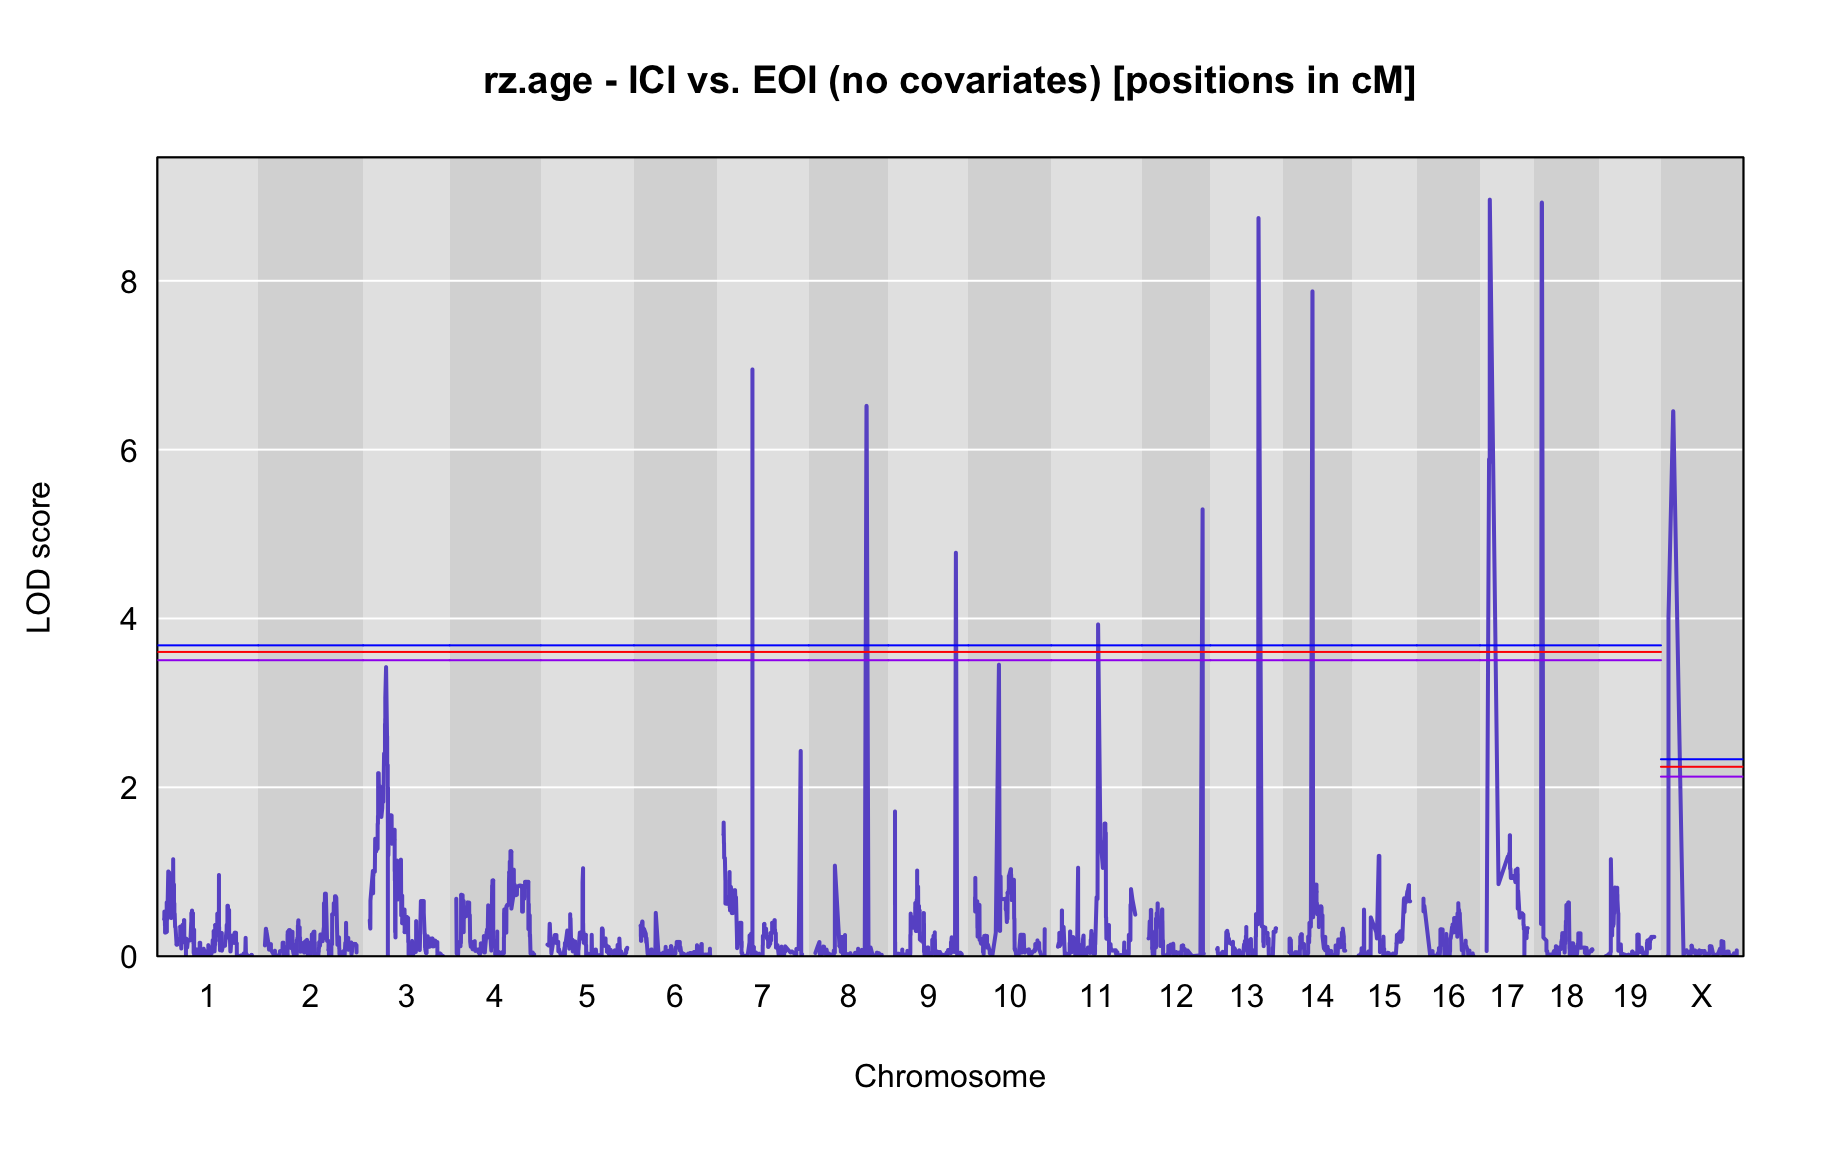 rz.age - ICI vs. EOI (no covariates) [positions in cM]
LOD score
8
6
4
2
0
1 2 3 4 5 6 7 8 9 10 11 12 13 14 15 16 17 18 19 X
Chromosome